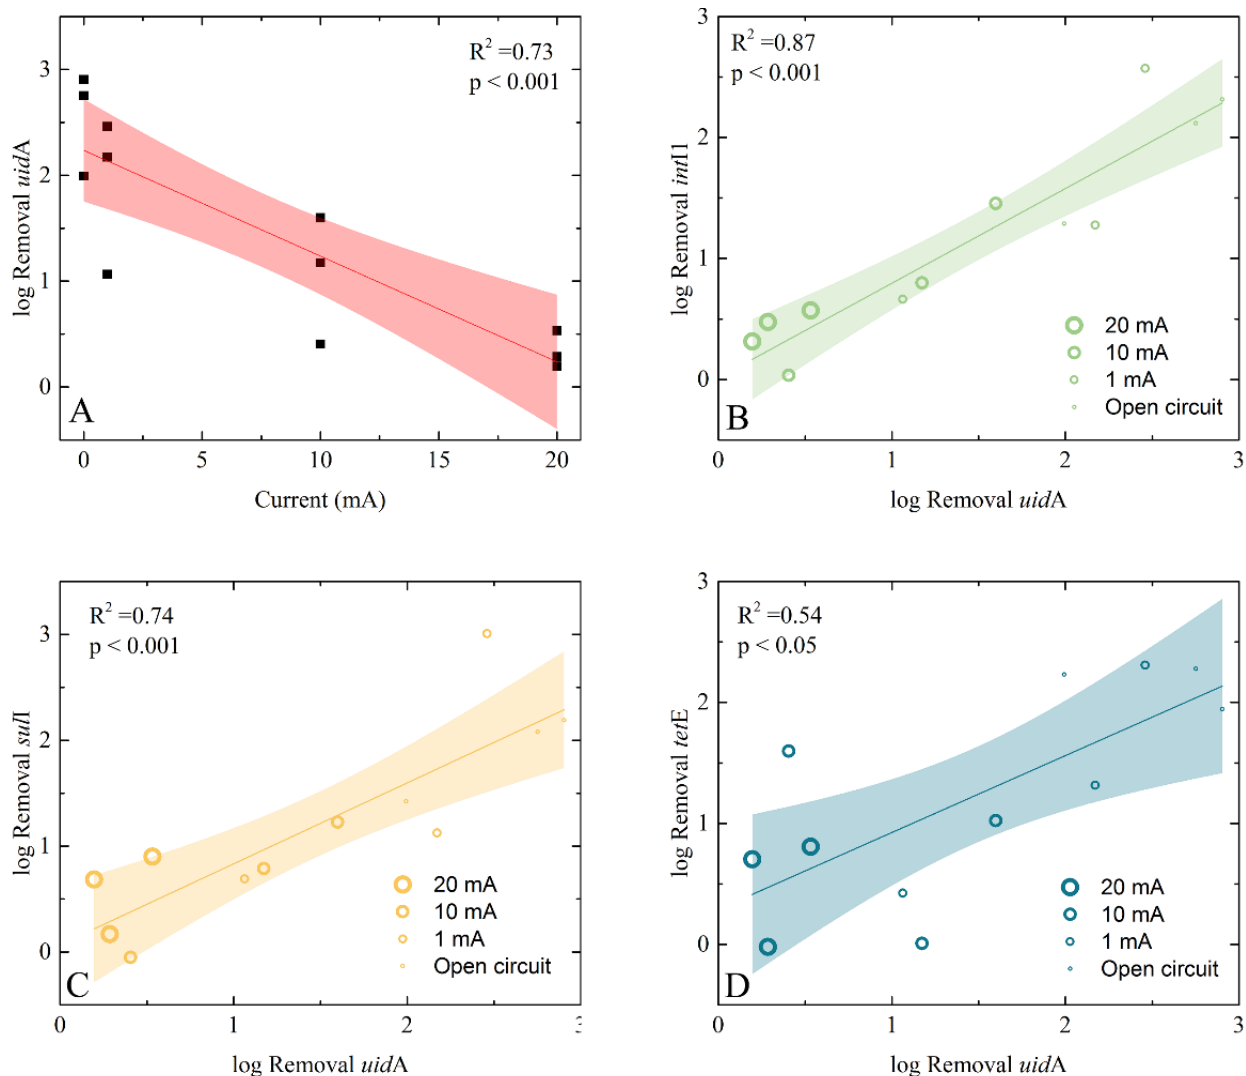 R² =0.73
p < 0.001
3
2
1
0
log Removal uidA
A
0
5
10
15
20
Current (mA)
3
R² =0.87
p < 0.001
2
1
0
log Removal intI1
20 mA
10 mA
1 mA
Open circuit
B
0
1
2
3
log Removal uidA
R² =0.74
p < 0.001
3
2
1
0
log Removal sulI
20 mA
10 mA
1 mA
Open circuit
C
0
1
2
3
log Removal uidA
3
R² =0.54
p < 0.05
2
1
0
log Removal tetE
20 mA
10 mA
1 mA
Open circuit
D
0
1
2
3
log Removal uidA